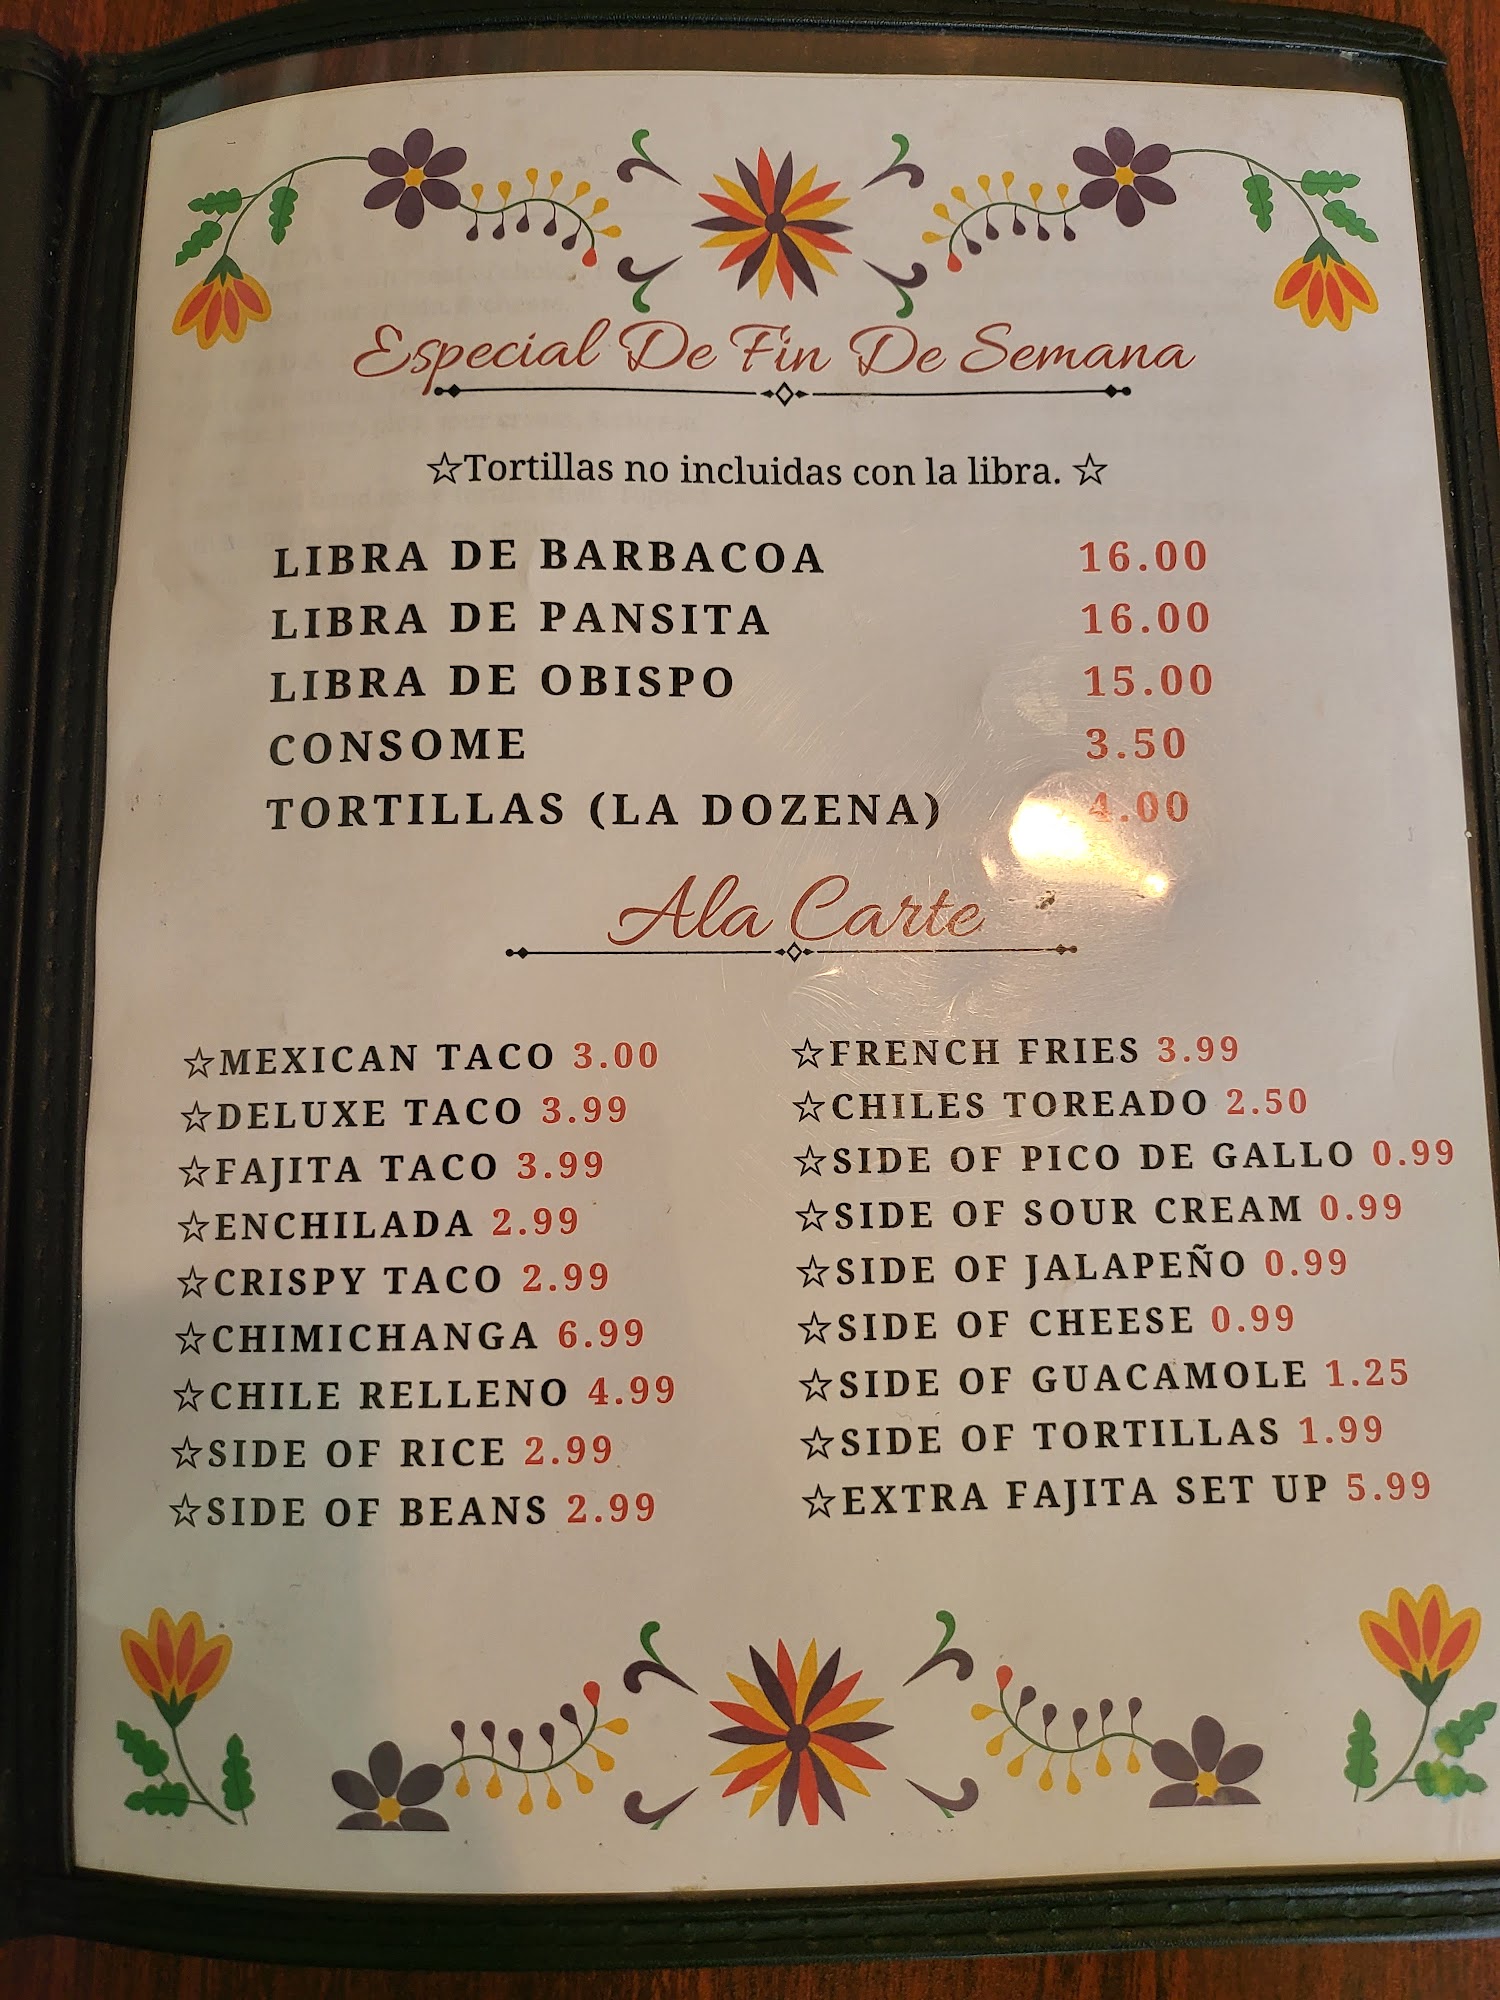 Especial De Fin De Semana
☆Tortillas no incluidas con la libra. ☆
LIBRA DE BARBACOA 16.00
LIBRA DE PANSITA 16.00
LIBRA DE OBISPO 15.00
CONSOME 3.50
TORTILLAS (LA DOZENA) 4.00
Ala Carte
☆MEXICAN TACO 3.00
☆DELUXE TACO 3.99
☆FAJITA TACO 3.99
☆ENCHILADA 2.99
☆CRISPY TACO 2.99
☆CHIMICHANGA 6.99
☆CHILE RELLENO 4.99
☆SIDE OF RICE 2.99
☆SIDE OF BEANS 2.99
☆FRENCH FRIES 3.99
☆CHILES TOREADO 2.50
☆SIDE OF PICO DE GALLO 0.99
☆SIDE OF SOUR CREAM 0.99
☆SIDE OF JALAPEÑO 0.99
☆SIDE OF CHEESE 0.99
☆SIDE OF GUACAMOLE 1.25
☆SIDE OF TORTILLAS 1.99
☆EXTRA FAJITA SET UP 5.99